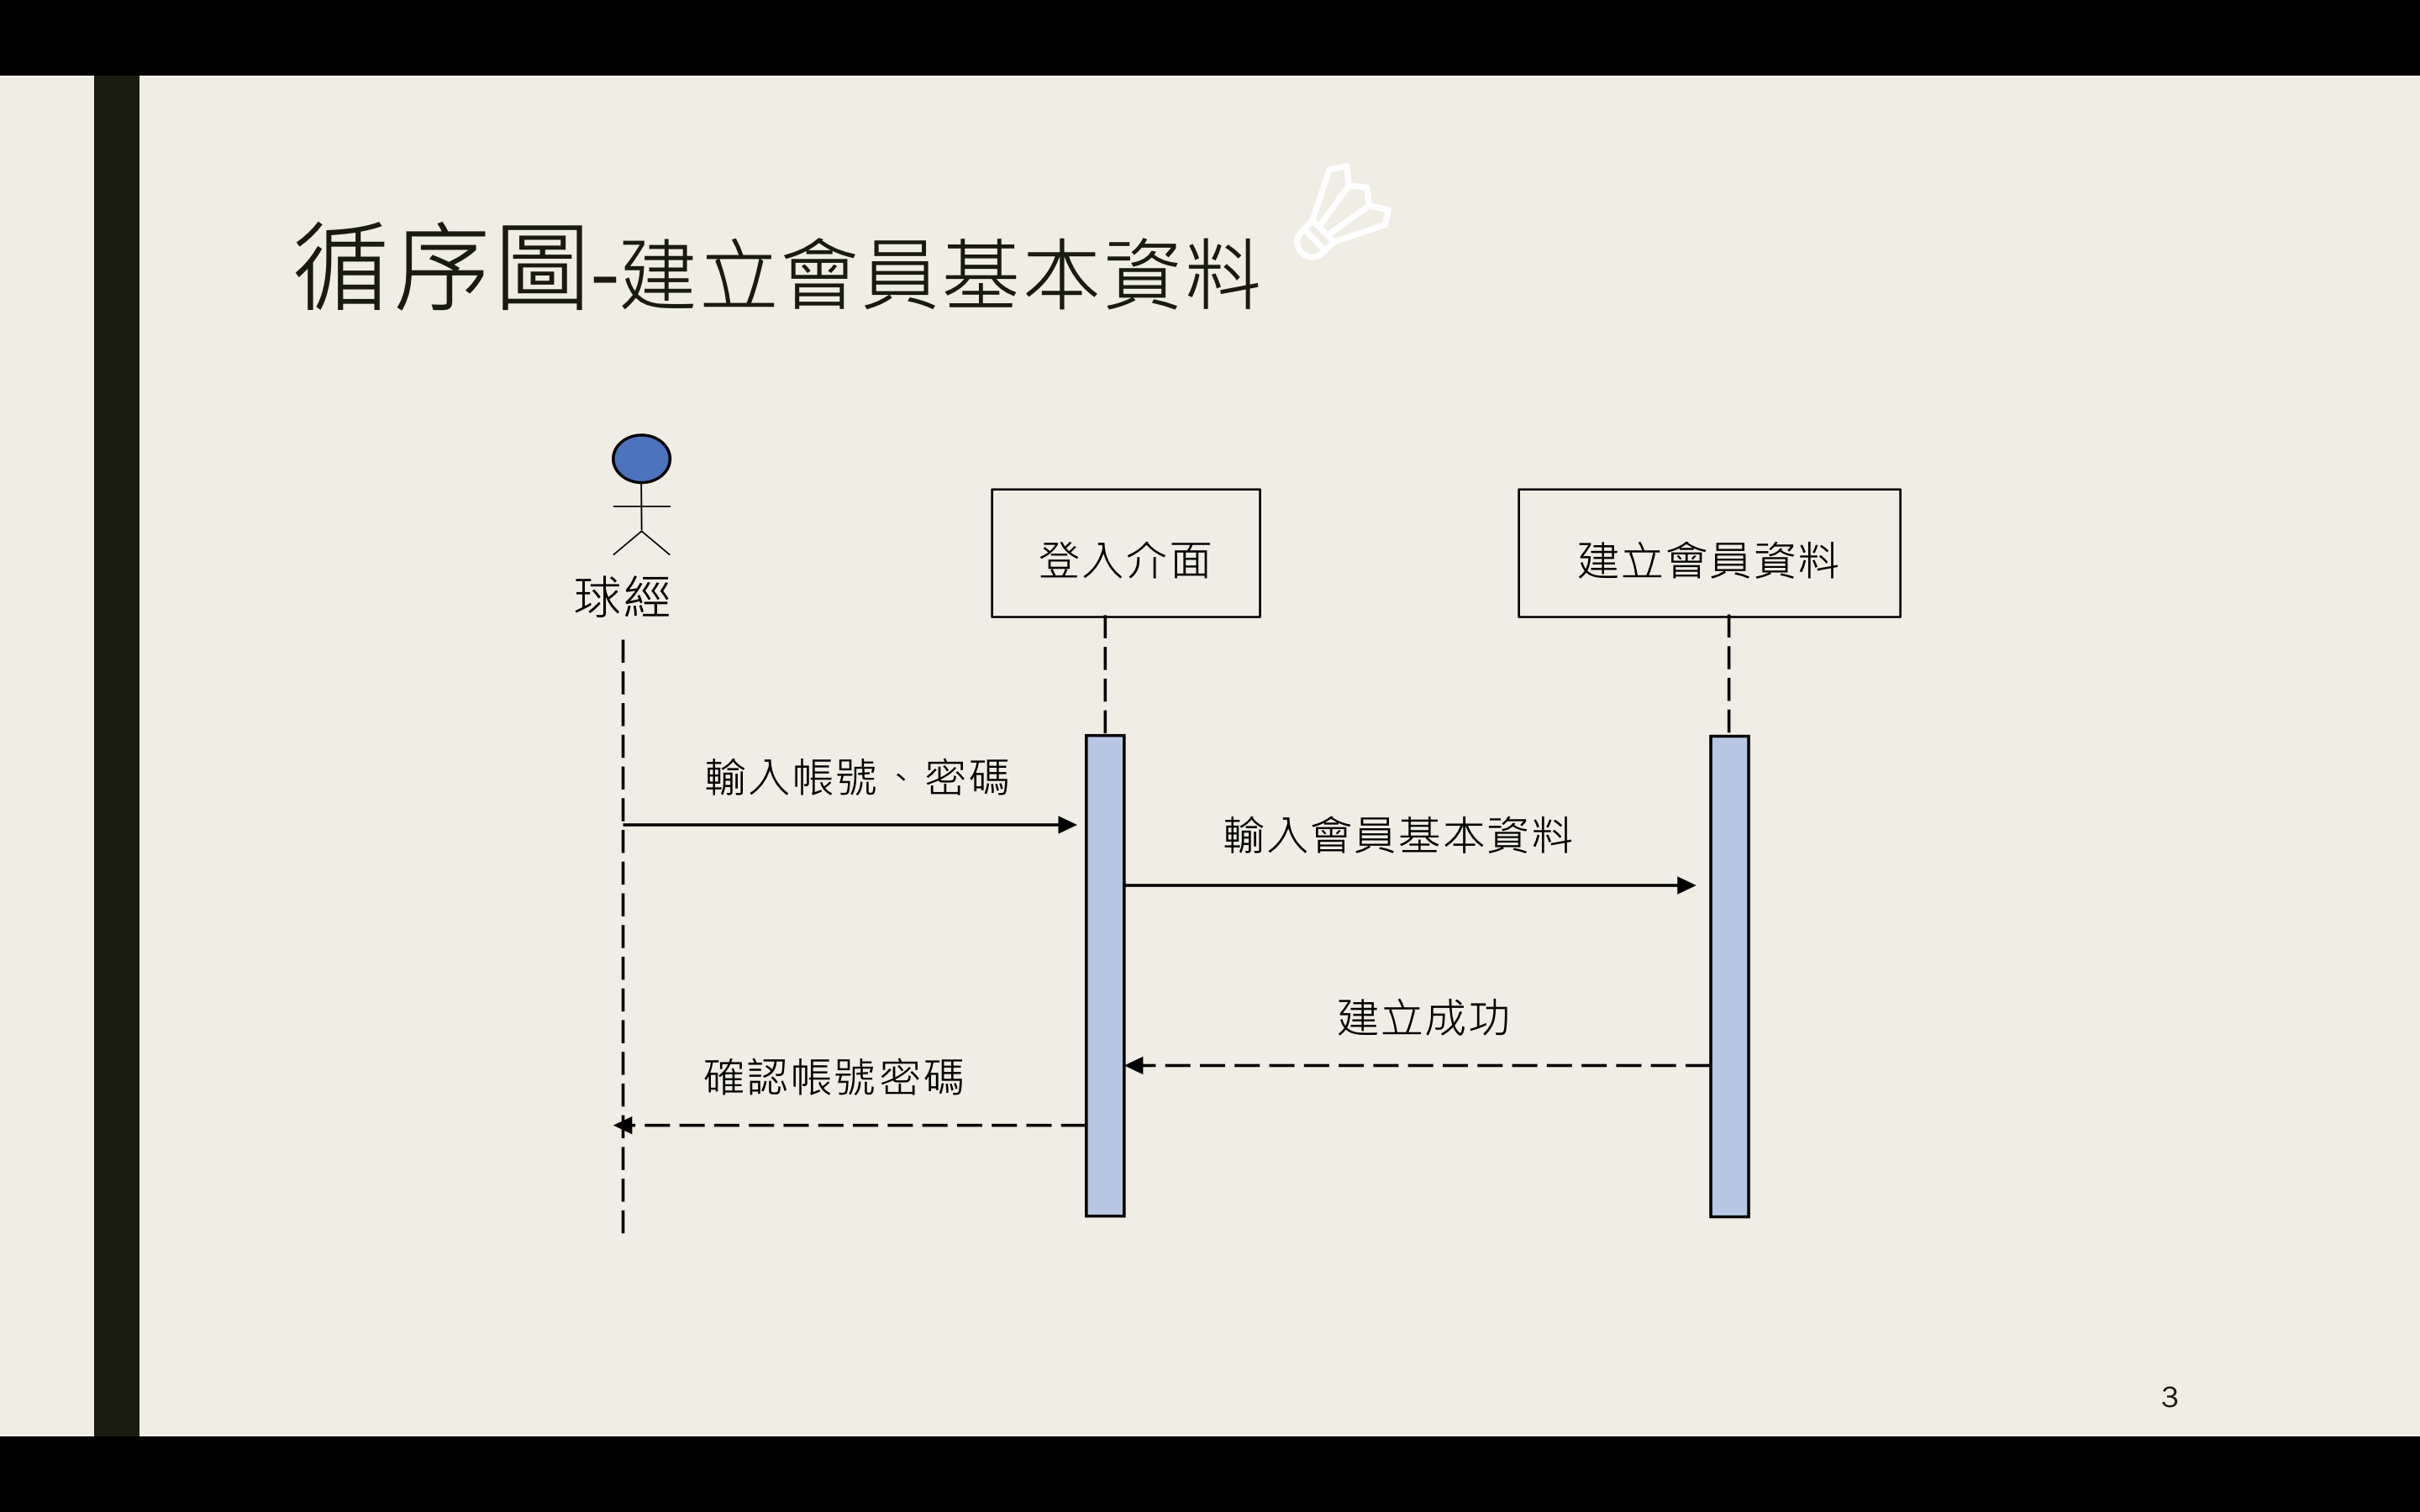 循序圖-建立會員基本資料
球經
登入介面
建立會員資料
輸入帳號、密碼
輸入會員基本資料
建立成功
確認帳號密碼
3